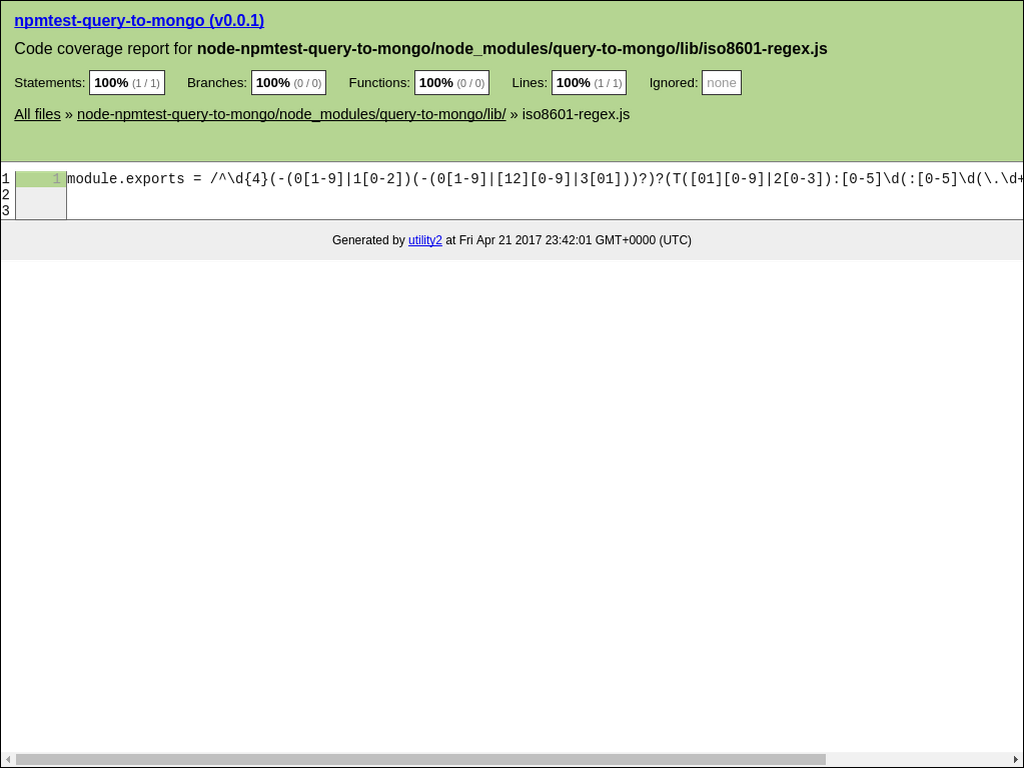 npmtest-query-to-mongo (v0.0.1)
Code coverage report for node-npmtest-query-to-mongo/node_modules/query-to-mongo/lib/iso8601-regex.js
Statements: 100% (1 / 1) Branches: 100% (0 / 0) Functions: 100% (0 / 0) Lines: 100% (1 / 1) Ignored: none
All files » node-npmtest-query-to-mongo/node_modules/query-to-mongo/lib/ » iso8601-regex.js
1 1 module.exports = /^\d{4}(-(0[1-9]|1[0-2])(-(0[1-9]|[12][0-9]|3[01]))?)?(T([01][0-9]|2[0-3]):[0-5]\d(:[0-5]\d(\.\d+
2
3
Generated by utility2 at Fri Apr 21 2017 23:42:01 GMT+0000 (UTC)